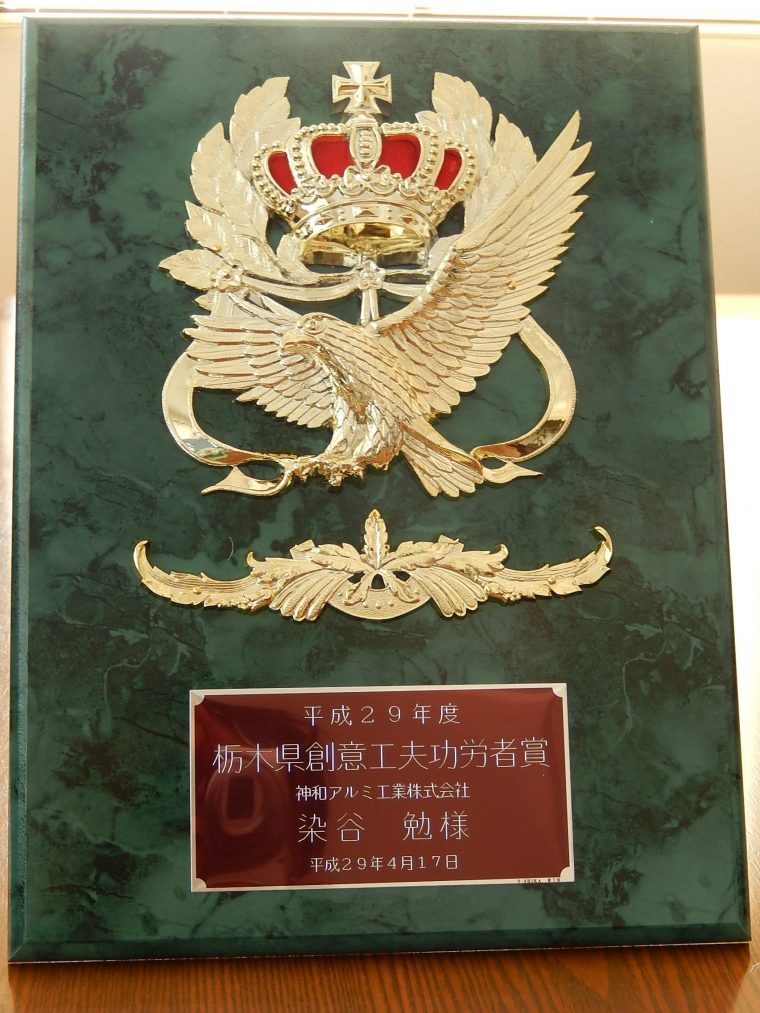 平成２９年度
栃木県創意工夫功労者賞
神和アルミ工業株式会社
染谷　勉様
平成２９年４月１７日